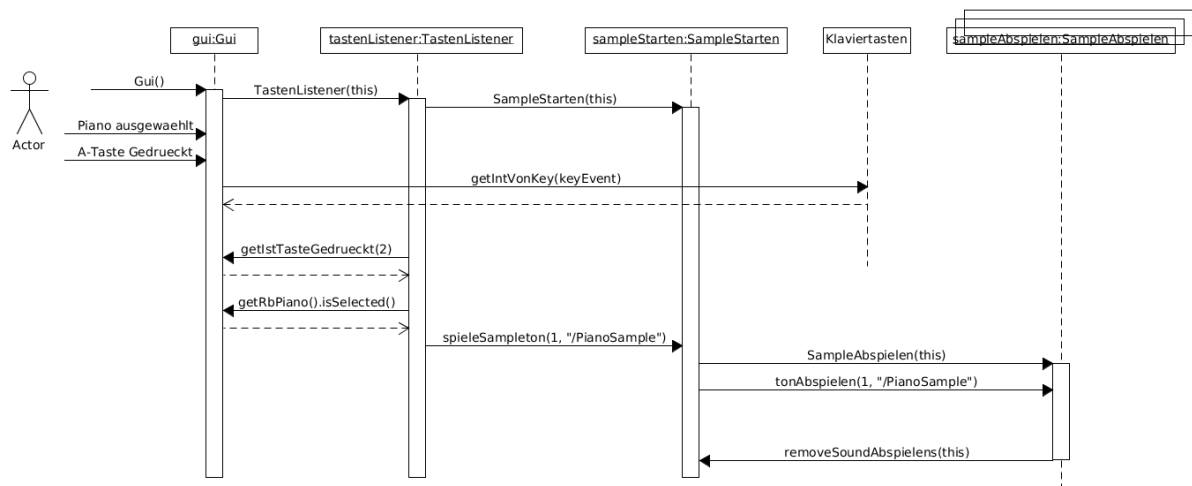 gui:Gui
tastenListener:TastenListener
sampleStarten:SampleStarten
Klaviertasten
sampleAbspielen:SampleAbspielen
Actor
Gui()
TastenListener(this)
SampleStarten(this)
Piano ausgewaehlt
A-Taste Gedrueckt
getIntVonKey(keyEvent)
getIstTasteGedrueckt(2)
getRbPiano().isSelected()
spieleSampleton(1, "/PianoSample")
SampleAbspielen(this)
tonAbspielen(1, "/PianoSample")
removeSoundAbspielens(this)